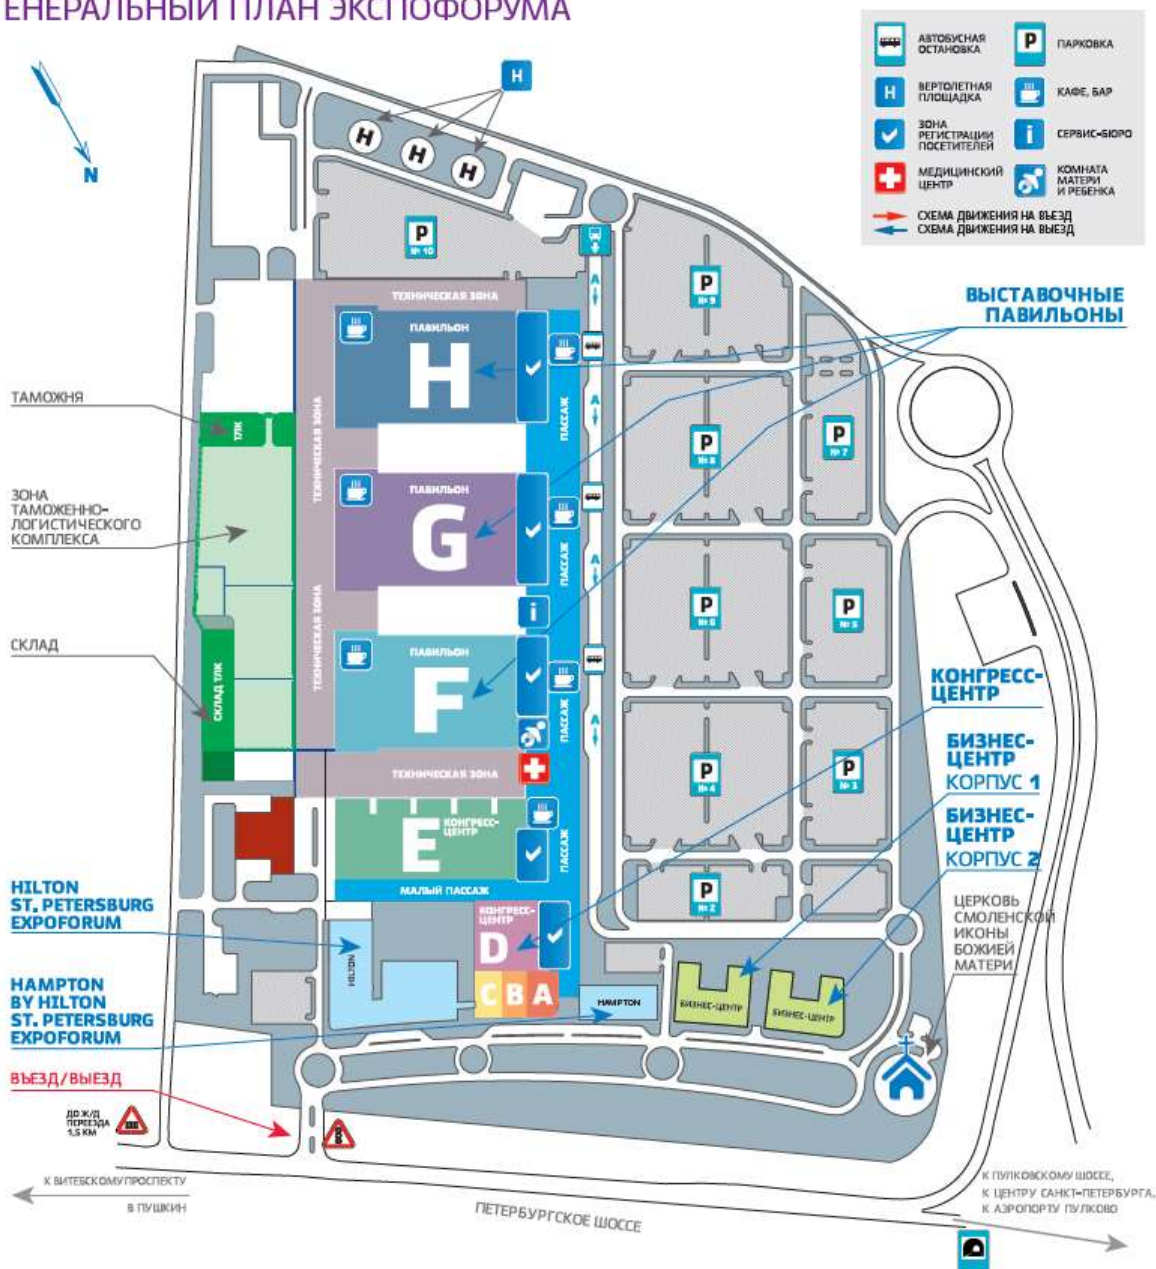 ЕНЕРАЛЬНЫЙ ПЛАН ЭКСПОФОРУМА
АВТОБУСНАЯ
ОСТАНОВКА
P
ПАРКОВКА
H
ВЕРТОЛЕТНАЯ
ПЛОЩАДКА
КАФЕ, БАР
ЗОНА
РЕГИСТРАЦИИ
ПОСЕТИТЕЛЕЙ
i
СЕРВИС-БЮРО
МЕДИЦИНСКИЙ
ЦЕНТР
КОМНАТА
МАТЕРИ
И РЕБЕНКА
СХЕМА ДВИЖЕНИЯ НА ВЪЕЗД
СХЕМА ДВИЖЕНИЯ НА ВЫЕЗД
N
H
H
H
H
P
№ 10
P
№ 9
ВЫСТАВОЧНЫЕ
ПАВИЛЬОНЫ
ТЕХНИЧЕСКАЯ ЗОНА
A
ПАВИЛЬОН
H
ПАССАЖ
A
ТАМОЖНЯ
ТЛК
ТЕХНИЧЕСКАЯ ЗОНА
P
№ 8
P
№ 7
ЗОНА
ТАМОЖЕННО-
ЛОГИСТИЧЕСКОГО
КОМПЛЕКСА
ПАВИЛЬОН
G
ПАССАЖ
A
ТЕХНИЧЕСКАЯ ЗОНА
i
P
№ 6
P
№ 5
СКЛАД
СКЛАД ТЛК
ПАВИЛЬОН
F
ПАССАЖ
A
КОНГРЕСС-
ЦЕНТР
БИЗНЕС-
ЦЕНТР
КОРПУС 1
ТЕХНИЧЕСКАЯ ЗОНА
P
№ 4
P
№ 3
БИЗНЕС-
ЦЕНТР
КОРПУС 2
E
КОНГРЕСС-
ЦЕНТР
ПАССАЖ
МАЛЫЙ ПАССАЖ
P
№ 2
HILTON
ST. PETERSBURG
EXPOFORUM
ЦЕРКОВЬ
СМОЛЕНСКОЙ
ИКОНЫ
БОЖИЕЙ
МАТЕРИ
КОНГРЕСС-
ЦЕНТР
D
HILTON
C B A
HAMPTON
БИЗНЕС-ЦЕНТР
БИЗНЕС-ЦЕНТР
HAMPTON
BY HILTON
ST. PETERSBURG
EXPOFORUM
ВЪЕЗД/ВЫЕЗД
ДО Ж/Д
ПЕРЕЕЗДА
1,5 КМ
К ВИТЕБСКОМУ ПРОСПЕКТУ
В ПУШКИН
ПЕТЕРБУРГСКОЕ ШОССЕ
К ПУЛКОВСКОМУ ШОССЕ,
К ЦЕНТРУ САНКТ-ПЕТЕРБУРГА,
К АЭРОПОРТУ ПУЛКОВО